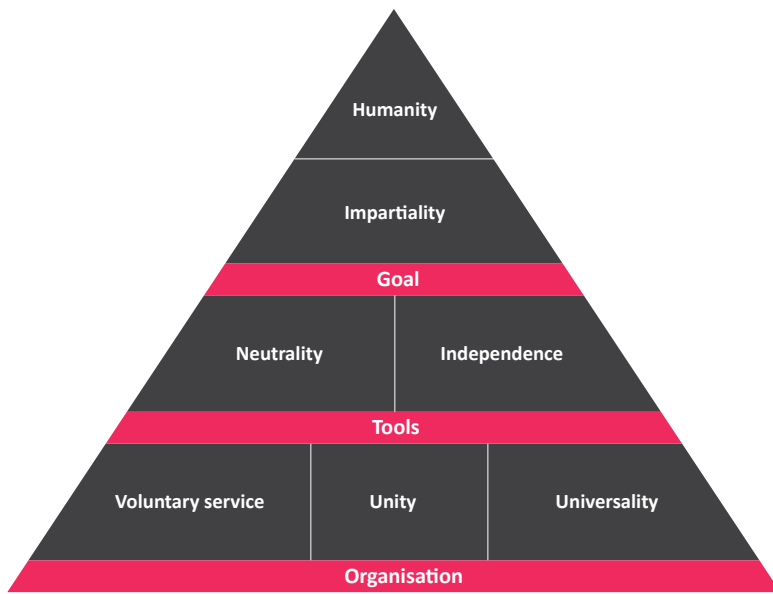 Humanity
Impartiality
Goal
Neutrality
Independence
Tools
Voluntary service
Unity
Universality
Organisation